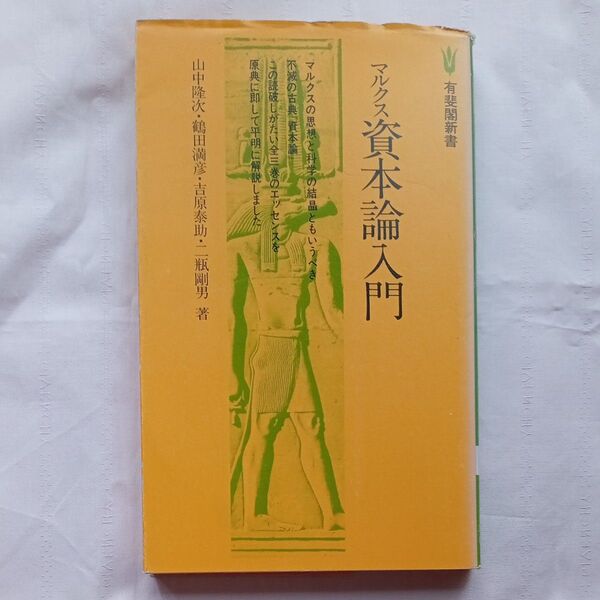 有斐閣新書
マルクス 資本論入門
マルクスの思想と科学の結晶ともいうべき
不滅の古典『資本論』
この読破しがたい全三巻のエッセンスを
原典に即して平明に解説しました
山中隆次・鶴田満彦・吉原泰助・二瓶剛男 著